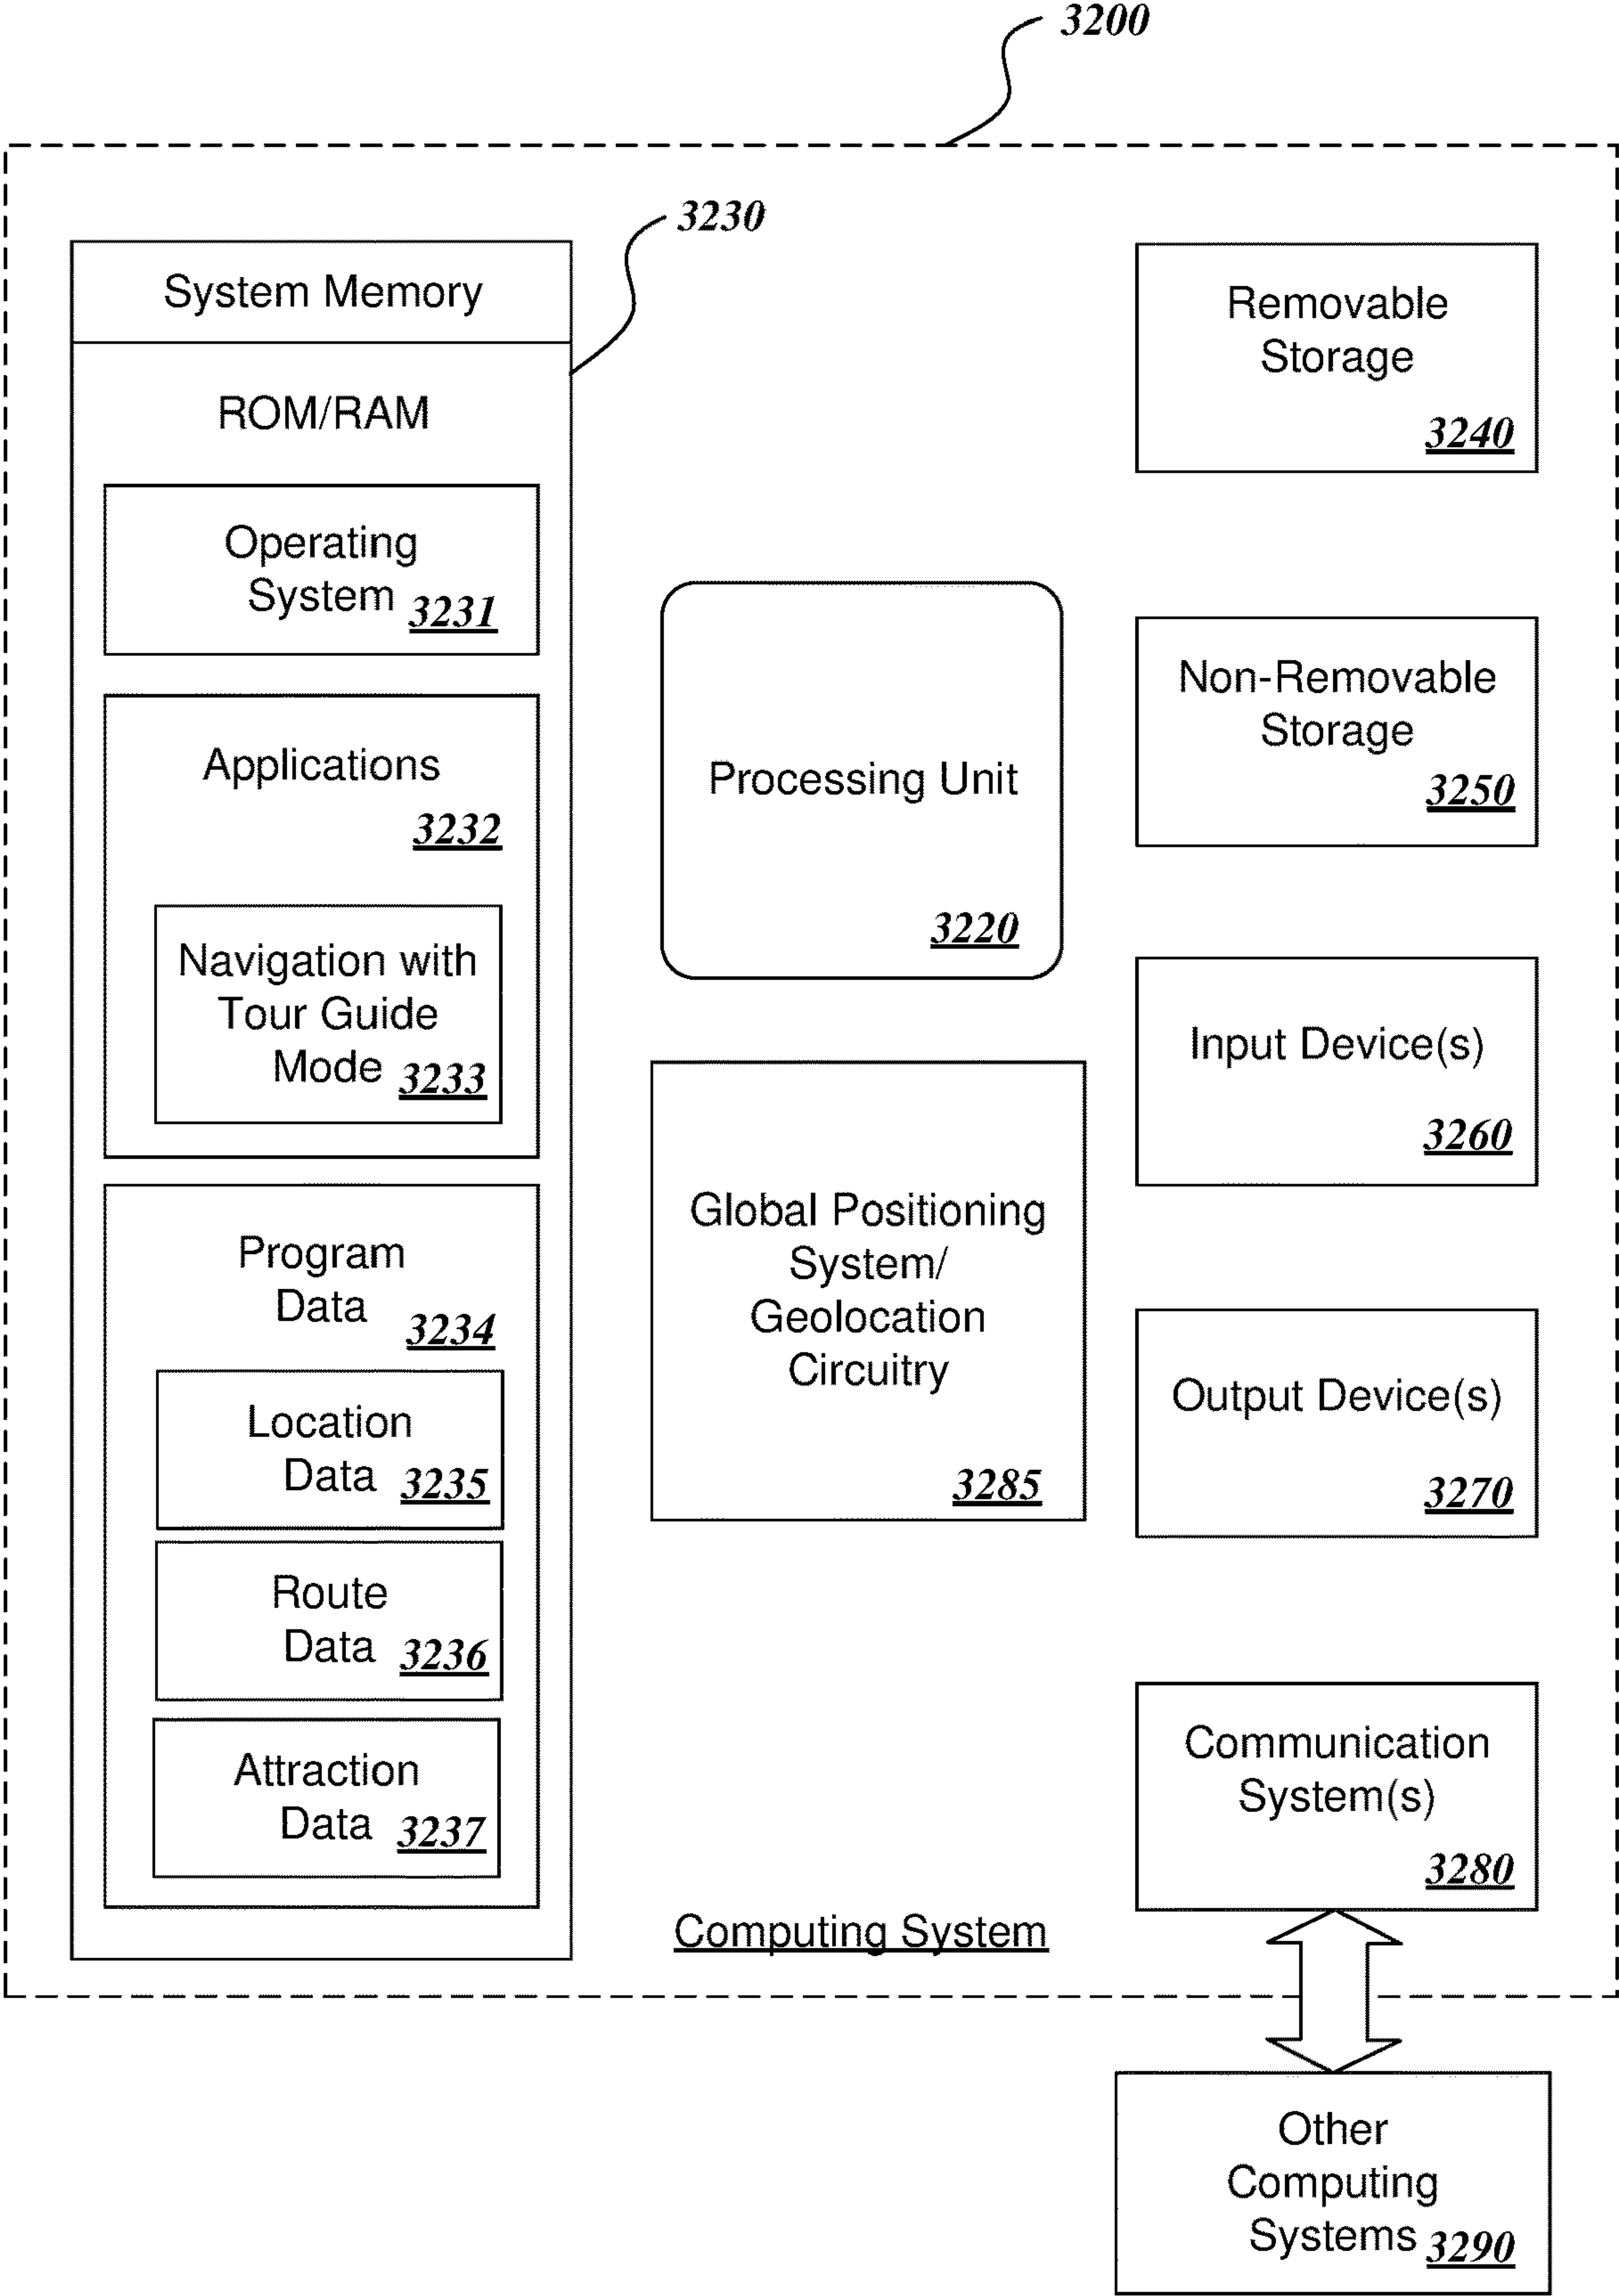 3200
3230
System Memory
ROM/RAM
Operating
System 3231
Applications
3232
Navigation with
Tour Guide
Mode 3233
Program
Data 3234
Location
Data 3235
Route
Data 3236
Attraction
Data 3237
Processing Unit
3220
Global Positioning
System/
Geolocation
Circuitry
3285
Computing System
Removable
Storage
3240
Non-Removable
Storage
3250
Input Device(s)
3260
Output Device(s)
3270
Communication
System(s)
3280
Other
Computing
Systems 3290